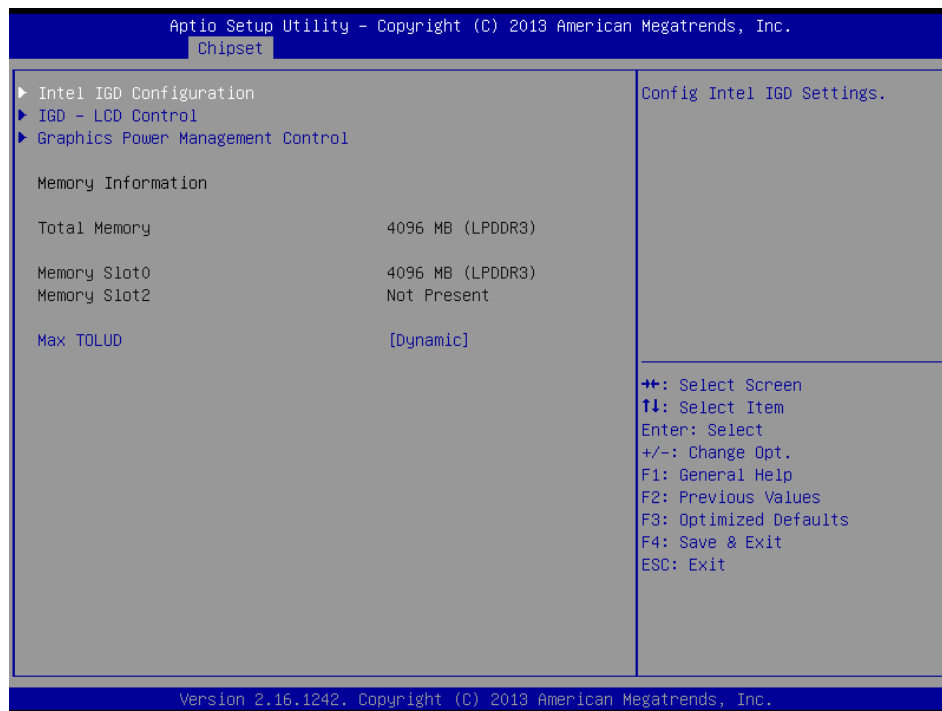 Aptio Setup Utility – Copyright (C) 2013 American Megatrends, Inc.
Chipset
▶ Intel IGD Configuration
▶ IGD – LCD Control
▶ Graphics Power Management Control
Memory Information
Total Memory 4096 MB (LPDDR3)
Memory Slot0 4096 MB (LPDDR3)
Memory Slot2 Not Present
Max TOLUD [Dynamic]
Config Intel IGD Settings.
→←: Select Screen
↑↓: Select Item
Enter: Select
+/-: Change Opt.
F1: General Help
F2: Previous Values
F3: Optimized Defaults
F4: Save & Exit
ESC: Exit
Version 2.16.1242. Copyright (C) 2013 American Megatrends, Inc.